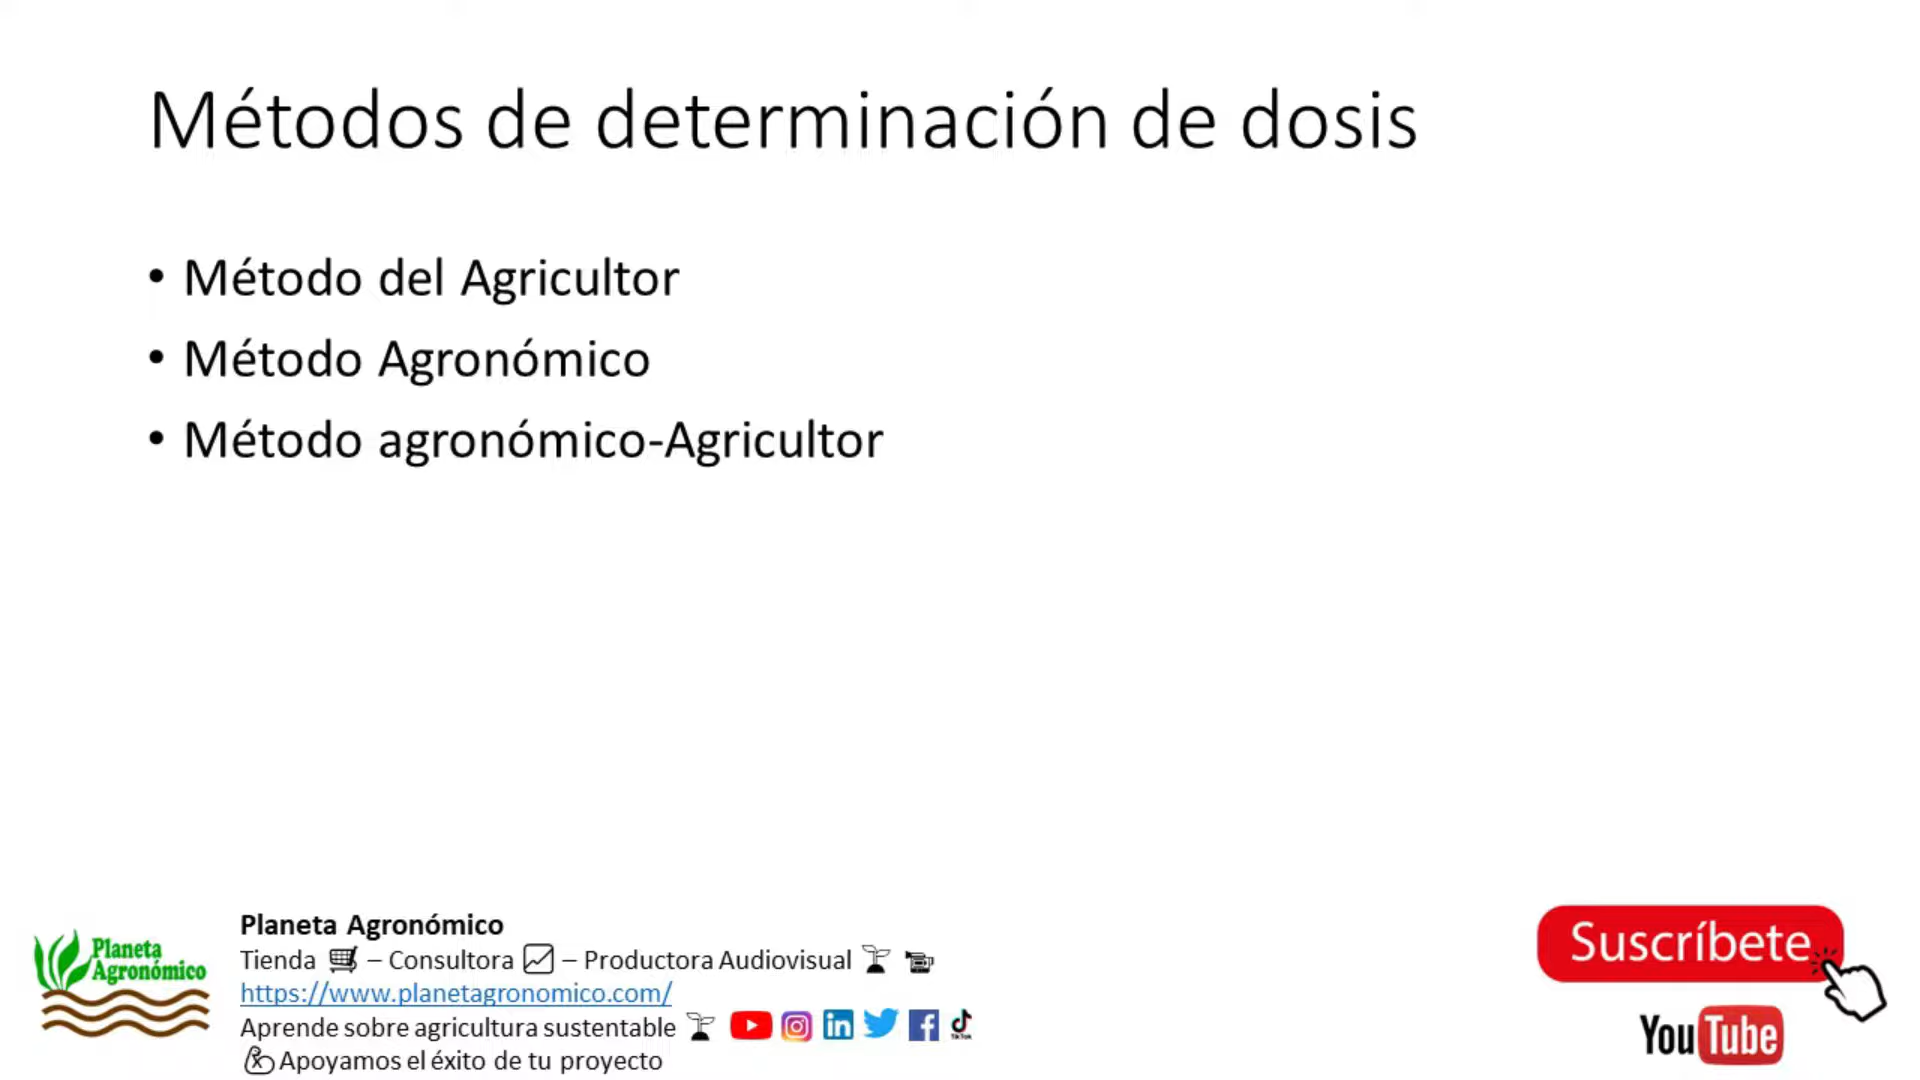 Métodos de determinación de dosis
• Método del Agricultor
• Método Agronómico
• Método agronómico-Agricultor
Planeta
Agronómico
Planeta Agronómico
Tienda – Consultora – Productora Audiovisual
https://www.planetagronomico.com/
Aprende sobre agricultura sustentable
Apoyamos el éxito de tu proyecto
Suscríbete
YouTube